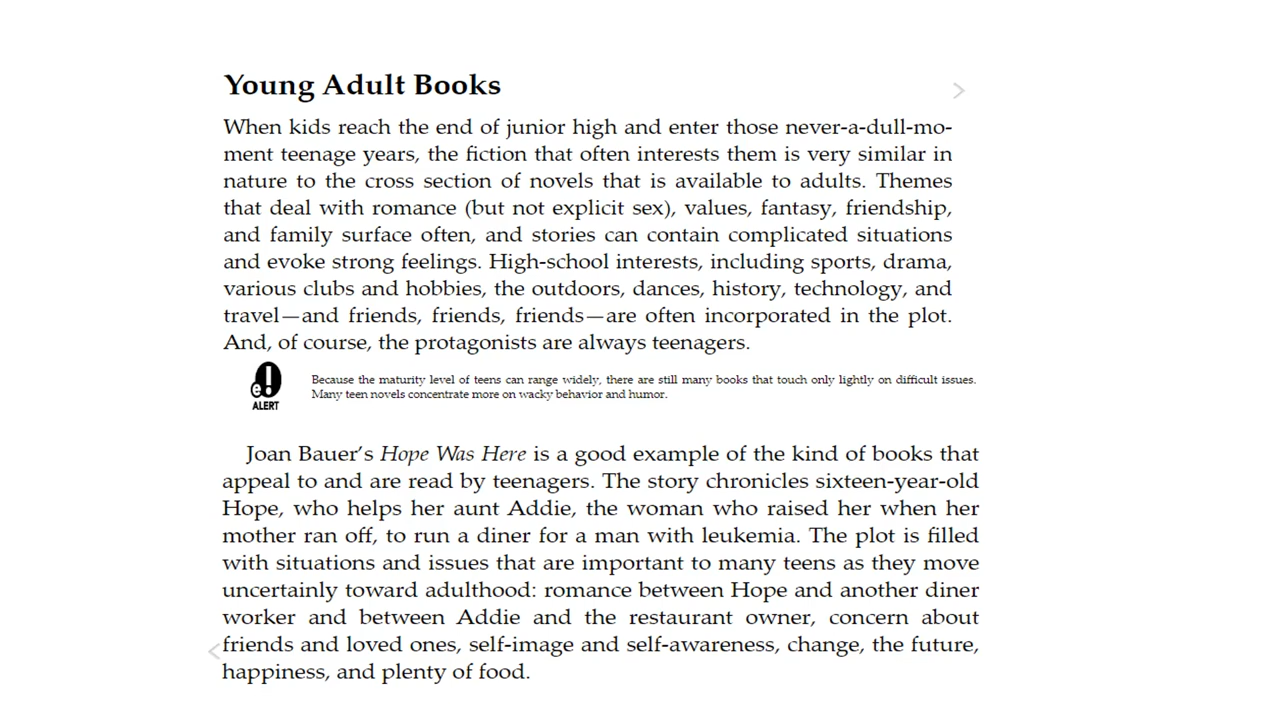 Young Adult Books
When kids reach the end of junior high and enter those never-a-dull-mo-
ment teenage years, the fiction that often interests them is very similar in
nature to the cross section of novels that is available to adults. Themes
that deal with romance (but not explicit sex), values, fantasy, friendship,
and family surface often, and stories can contain complicated situations
and evoke strong feelings. High-school interests, including sports, drama,
various clubs and hobbies, the outdoors, dances, history, technology, and
travel—and friends, friends, friends—are often incorporated in the plot.
And, of course, the protagonists are always teenagers.
e!
ALERT
Because the maturity level of teens can range widely, there are still many books that touch only lightly on difficult issues.
Many teen novels concentrate more on wacky behavior and humor.
Joan Bauer's Hope Was Here is a good example of the kind of books that
appeal to and are read by teenagers. The story chronicles sixteen-year-old
Hope, who helps her aunt Addie, the woman who raised her when her
mother ran off, to run a diner for a man with leukemia. The plot is filled
with situations and issues that are important to many teens as they move
uncertainly toward adulthood: romance between Hope and another diner
worker and between Addie and the restaurant owner, concern about
friends and loved ones, self-image and self-awareness, change, the future,
happiness, and plenty of food.